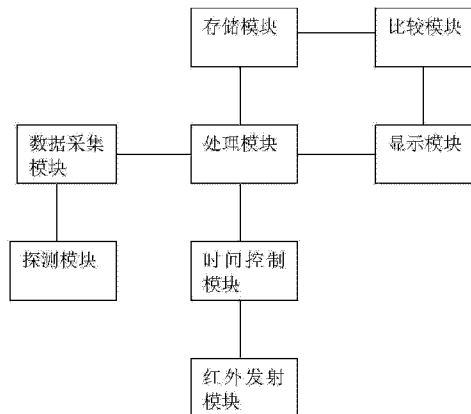 存储模块
比较模块
数据采集
模块
处理模块
显示模块
探测模块
时间控制
模块
红外发射
模块